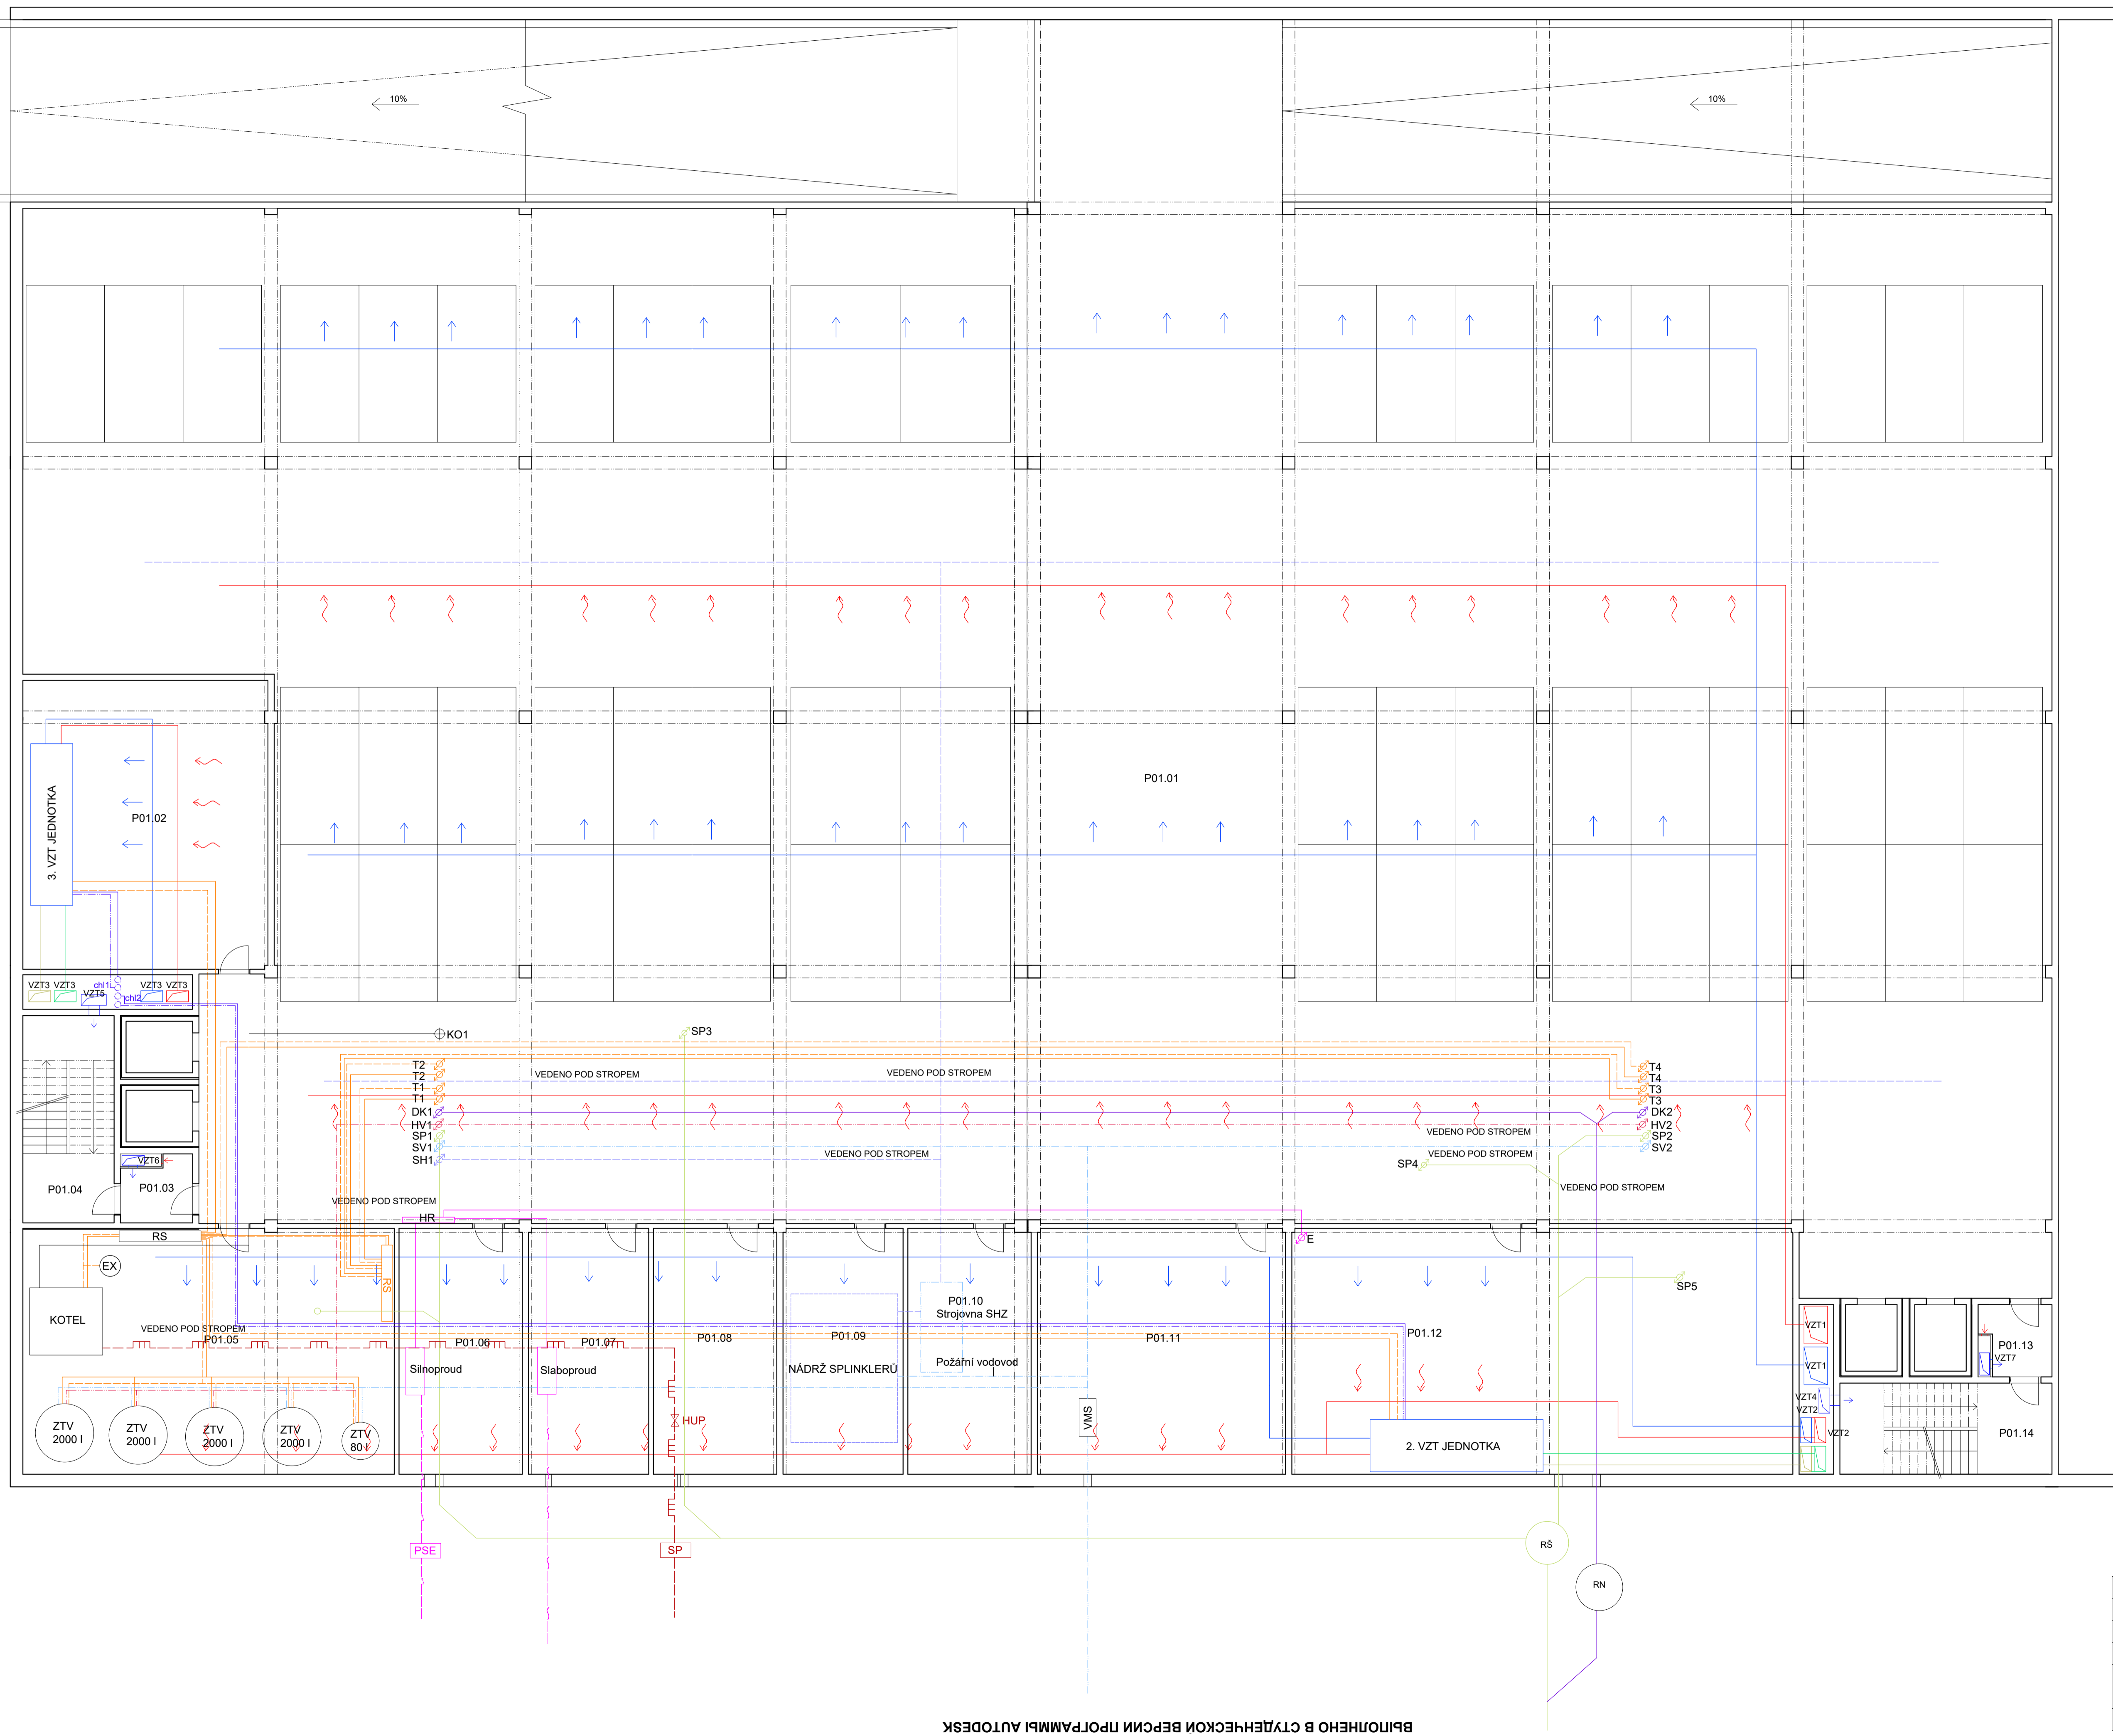 10%
10%
P01.01
3. VZT JEDNOTKA
P01.02
VZT3
VZT3
chl1
VZT5
chl2
VZT3
VZT3
KO1
SP3
T2
T2
T1
T1
DK1
HV1
SP1
SV1
SH1
VEDENO POD STROPEM
VEDENO POD STROPEM
VEDENO POD STROPEM
T4
T4
T3
T3
DK2
HV2
SP2
SV2
VEDENO POD STROPEM
VEDENO POD STROPEM
SP4
VEDENO POD STROPEM
VZT6
P01.04
P01.03
VEDENO POD STROPEM
HR
RS
EX
RS
E
SP5
KOTEL
VEDENO POD STROPEM
P01.05
P01.06
Silnoproud
P01.07
Slaboproud
P01.08
P01.09
NÁDRŽ SPLINKLERŮ
P01.10
Strojovna SHZ
Požářní vodovod
P01.11
P01.12
VZT1
VZT1
P01.13
VZT7
VZT4
VZT2
VZT2
P01.14
ZTV
2000 l
ZTV
2000 l
ZTV
2000 l
ZTV
2000 l
ZTV
80 l
HUP
VMS
2. VZT JEDNOTKA
PSE
SP
RŠ
RN
ВЫПОЛНЕНО В СТУДЕНЧЕСКОЙ ВЕРСИИ ПРОГРАММЫ AUTODESK